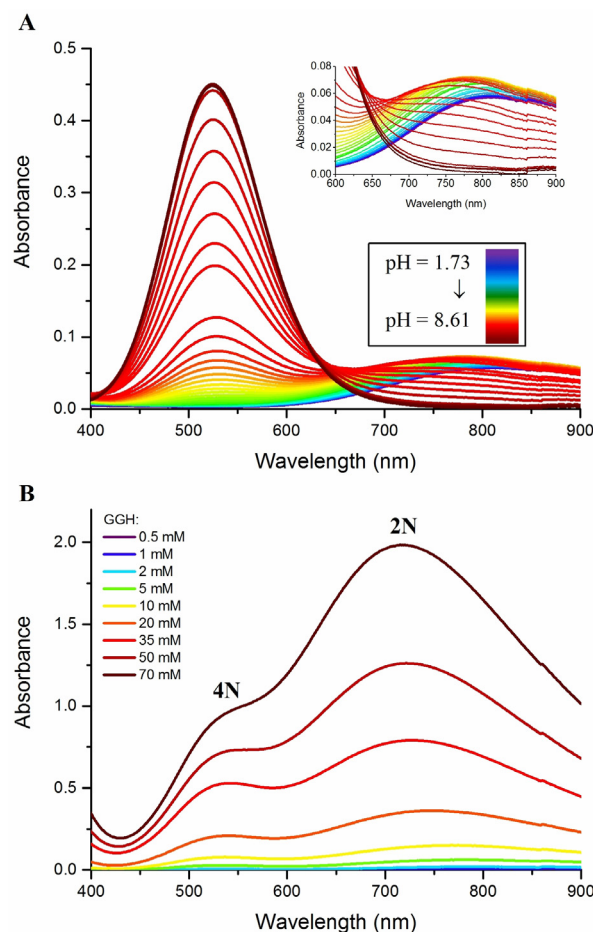 A
0.5
0.4
0.3
0.2
0.1
0.0
Absorbance
400 500 600 700 800 900
Wavelength (nm)
0.08
0.06
0.04
0.02
0.00
Absorbance
600 650 700 750 800 850 900
Wavelength (nm)
pH = 1.73
↓
pH = 8.61
B
GGH:
0.5 mM
1 mM
2 mM
5 mM
10 mM
20 mM
35 mM
50 mM
70 mM
4N
2N
2.0
1.5
1.0
0.5
0.0
Absorbance
400 500 600 700 800 900
Wavelength (nm)